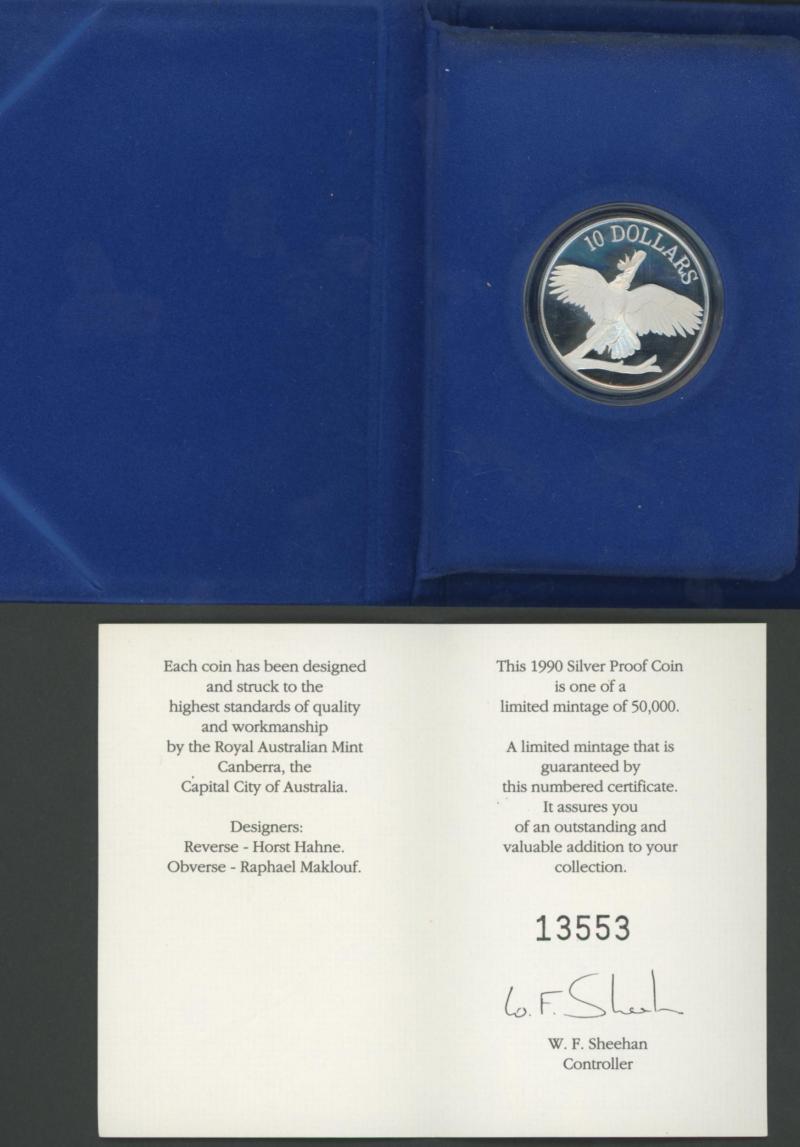 10 DOLLARS
Each coin has been designed
and struck to the
highest standards of quality
and workmanship
by the Royal Australian Mint
Canberra, the
Capital City of Australia.
Designers:
Reverse - Horst Hahne.
Obverse - Raphael Maklouf.
This 1990 Silver Proof Coin
is one of a
limited mintage of 50,000.
A limited mintage that is
guaranteed by
this numbered certificate.
It assures you
of an outstanding and
valuable addition to your
collection.
13553
W. F. Sheehan
W. F. Sheehan
Controller